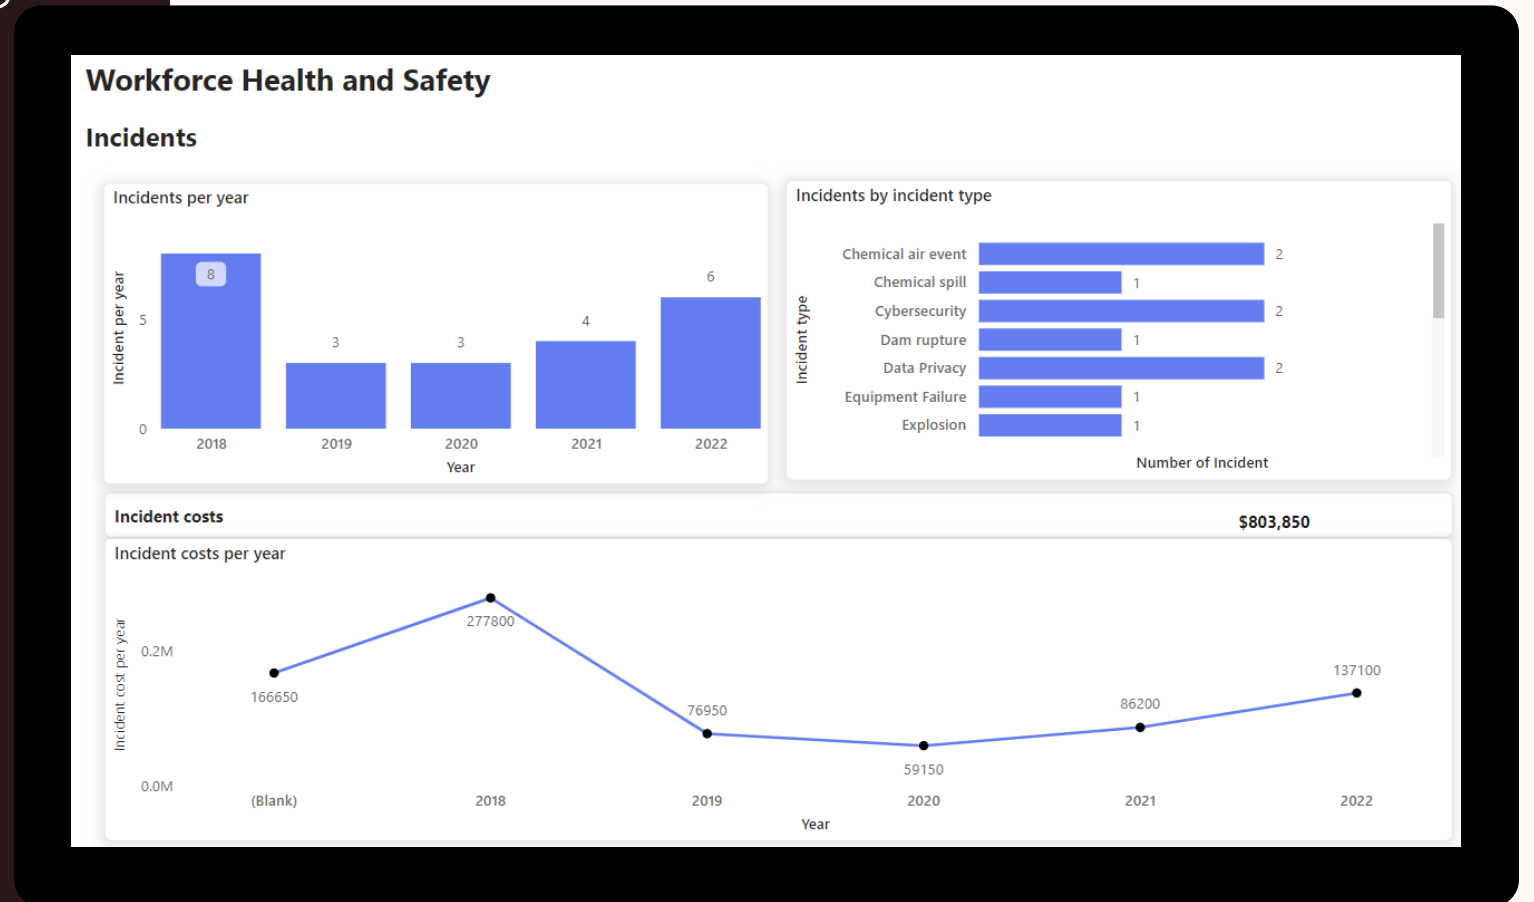 Workforce Health and Safety
Incidents
Incidents per year
Incident per year
5
0
8
3
3
4
6
2018 2019 2020 2021 2022
Year
Incidents by incident type
Incident type
Chemical air event 2
Chemical spill 1
Cybersecurity 2
Dam rupture 1
Data Privacy 2
Equipment Failure 1
Explosion 1
Number of Incident
Incident costs $803,850
Incident costs per year
Incident cost per year
0.2M
0.0M
166650
277800
76950
59150
86200
137100
(Blank) 2018 2019 2020 2021 2022
Year